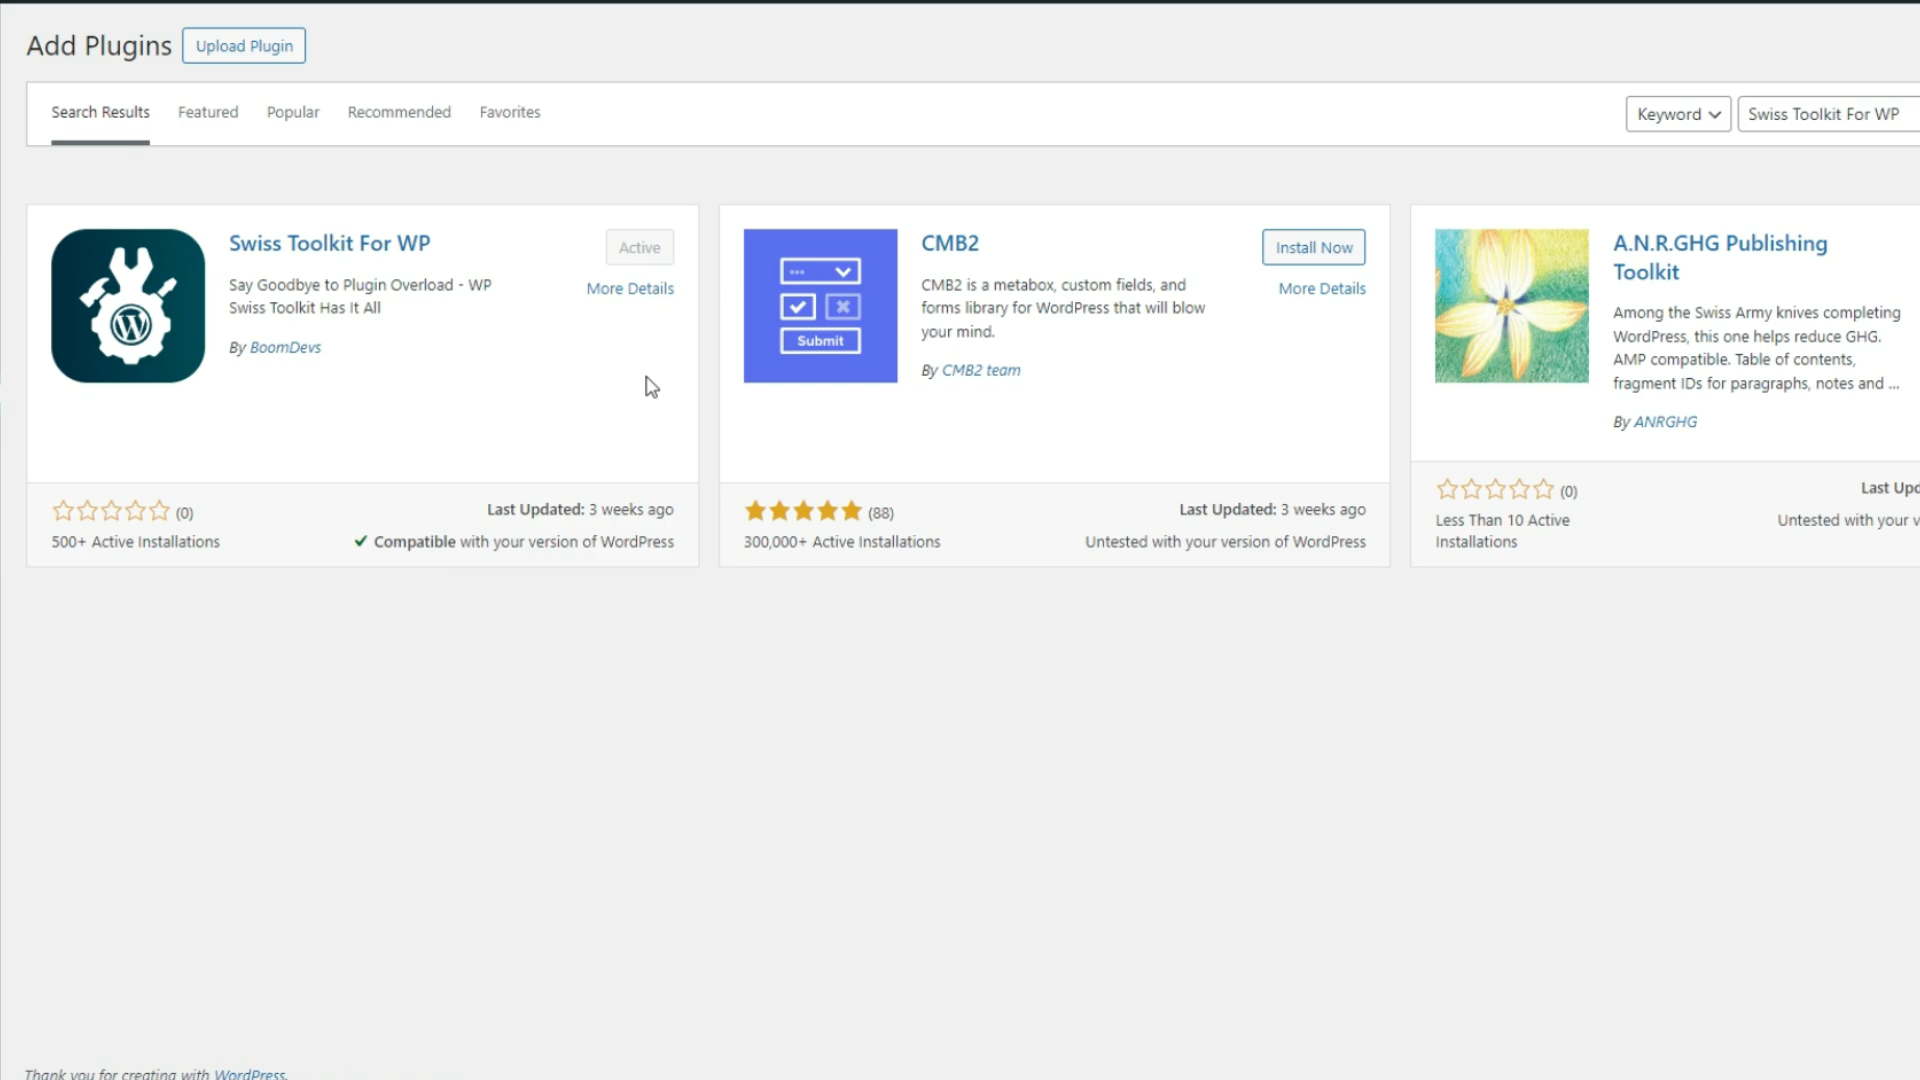 Add Plugins Upload Plugin
Search Results Featured Popular Recommended Favorites Keyword Swiss Toolkit For WP
Swiss Toolkit For WP
Active
Say Goodbye to Plugin Overload - WP
Swiss Toolkit Has It All
More Details
By BoomDevs
(0)
Last Updated: 3 weeks ago
500+ Active Installations
Compatible with your version of WordPress
Submit
CMB2
Install Now
CMB2 is a metabox, custom fields, and
forms library for WordPress that will blow
your mind.
More Details
By CMB2 team
(88)
Last Updated: 3 weeks ago
300,000+ Active Installations
Untested with your version of WordPress
A.N.R.GHG Publishing
Toolkit
Among the Swiss Army knives completing
WordPress, this one helps reduce GHG.
AMP compatible. Table of contents,
fragment IDs for paragraphs, notes and ...
By ANRGHG
(0)
Last Upd
Less Than 10 Active
Installations
Untested with your v
Thank you for creating with WordPress.